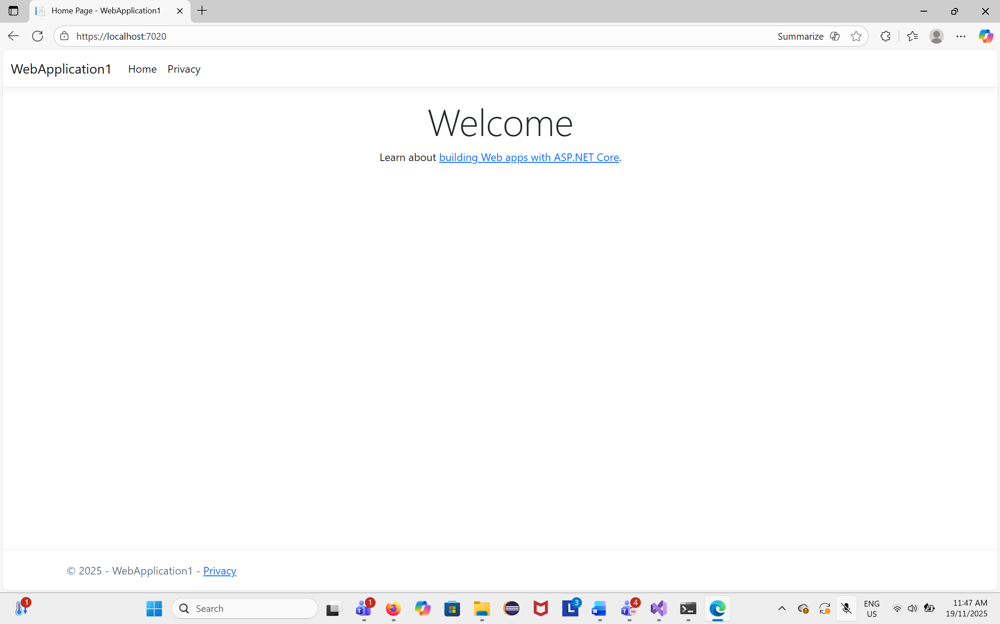 Home Page - WebApplication1
https://localhost:7020
Summarize
WebApplication1 Home Privacy
Welcome
Learn about building Web apps with ASP.NET Core.
© 2025 - WebApplication1 - Privacy
1
Search
1
T
L
3
W
T
SM
4
ENG
US
11:47 AM
19/11/2025